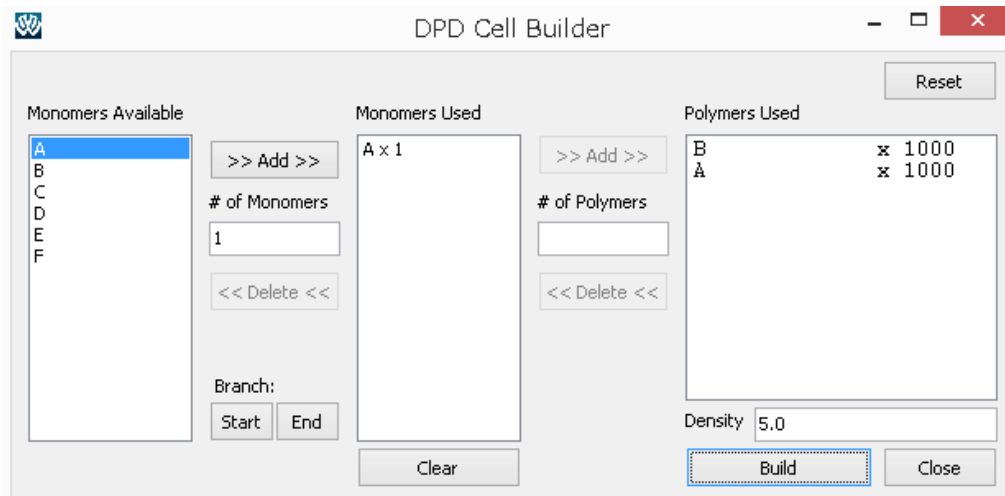 DPD Cell Builder
Reset
Monomers Available
Monomers Used
Polymers Used
A
B
C
D
E
F
>> Add >>
# of Monomers
1
<< Delete <<
Branch:
Start End
A x 1
Clear
>> Add >>
# of Polymers
<< Delete <<
B x 1000
A x 1000
Density 5.0
Build Close